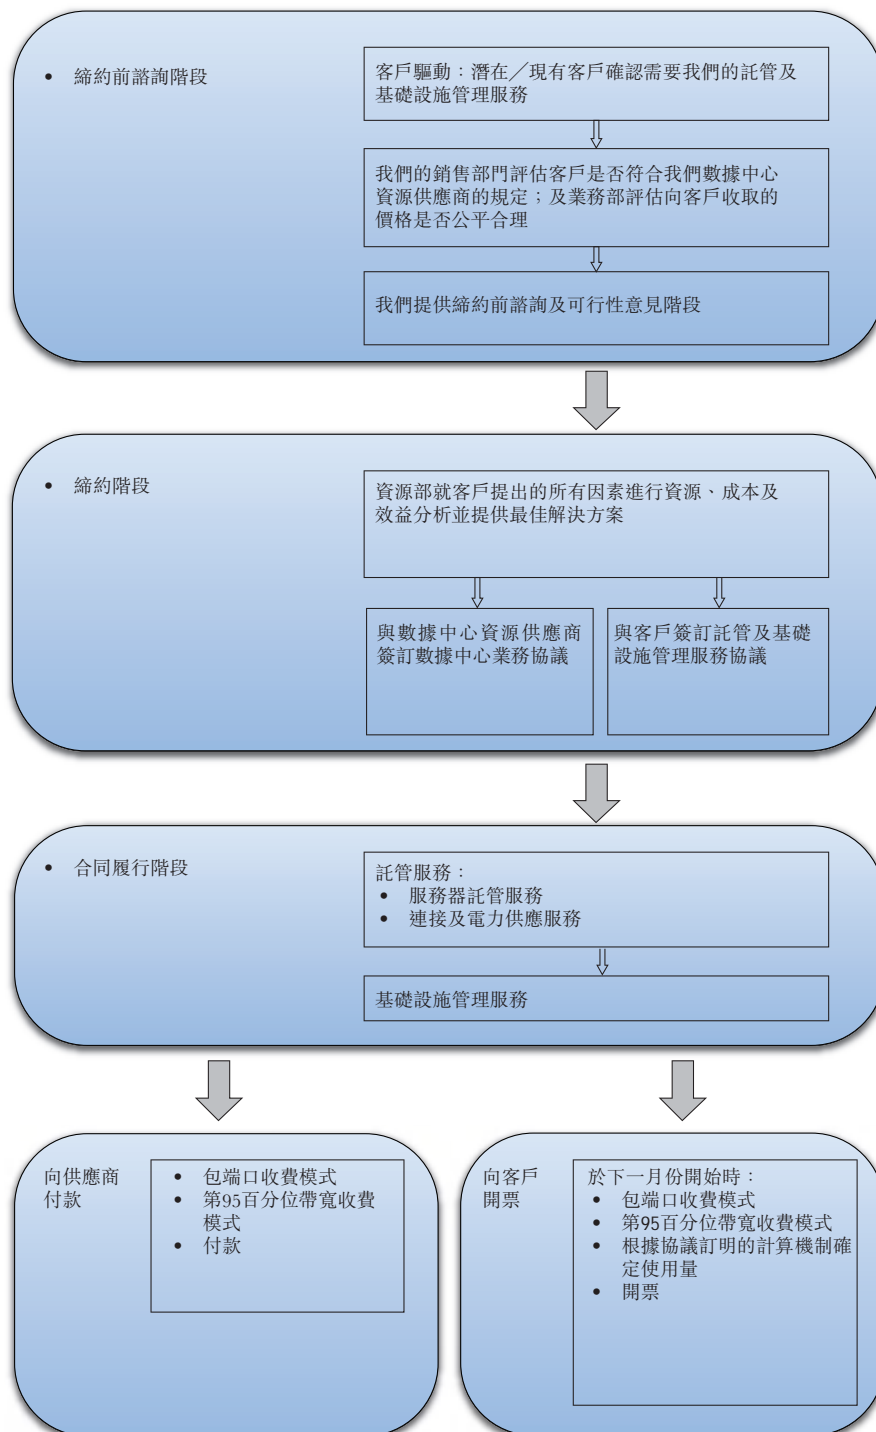 • 締約前諮詢階段
客戶驅動：潛在／現有客戶確認需要我們的託管及
基礎設施管理服務
我們的銷售部門評估客戶是否符合我們數據中心
資源供應商的規定；及業務部評估向客戶收取的
價格是否公平合理
我們提供締約前諮詢及可行性意見階段
• 締約階段
資源部就客戶提出的所有因素進行資源、成本及
效益分析並提供最佳解決方案
與數據中心資源供應商
簽訂數據中心業務協議
與客戶簽訂託管及基礎
設施管理服務協議
• 合同履行階段
託管服務：
• 服務器託管服務
• 連接及電力供應服務
基礎設施管理服務
向供應商
付款
• 包端口收費模式
• 第95百分位帶寬收費
模式
• 付款
向客戶
開票
於下一月份開始時：
• 包端口收費模式
• 第95百分位帶寬收費模式
• 根據協議訂明的計算機制確
定使用量
• 開票